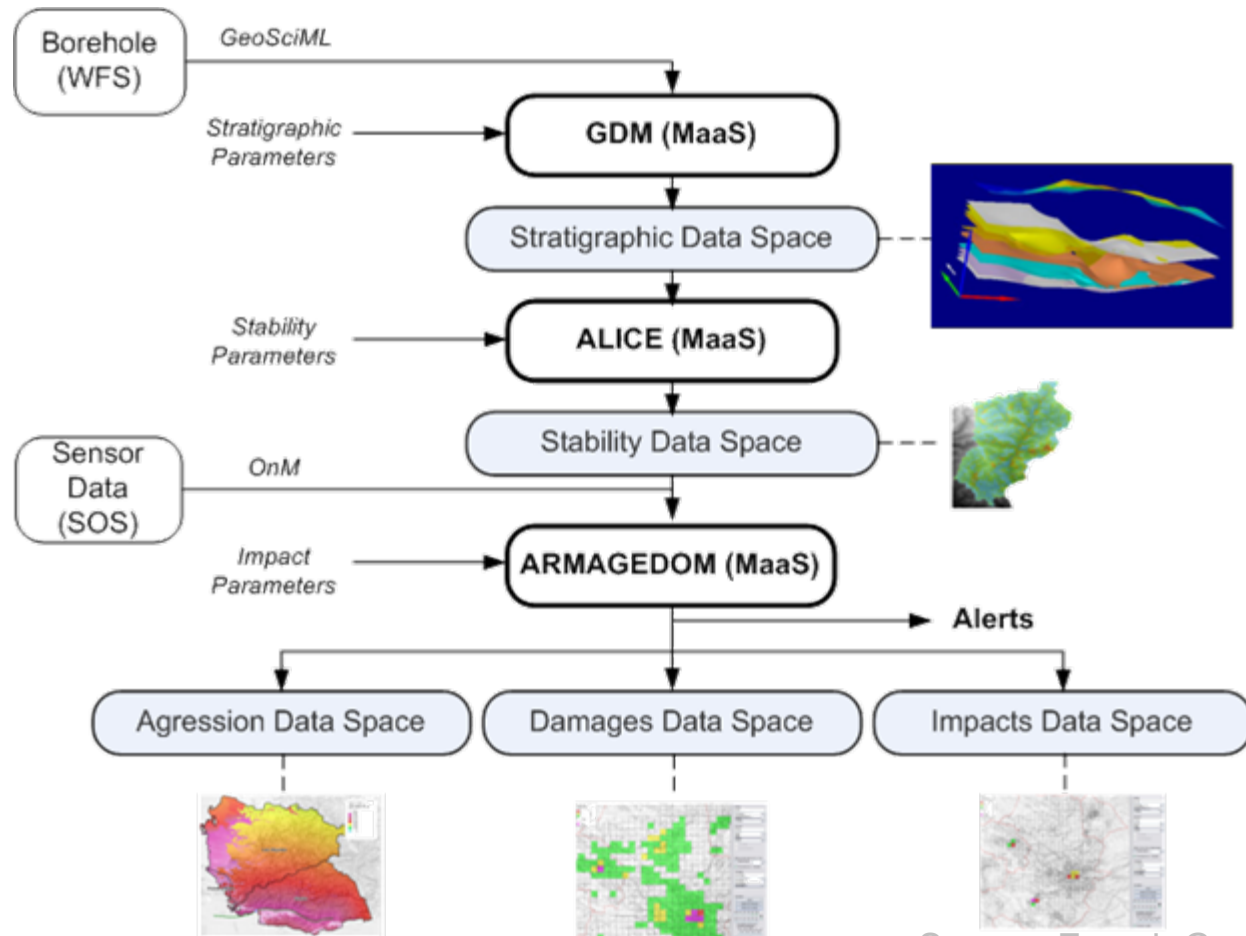 Borehole
(WFS)
GeoSciML
Stratigraphic
Parameters
GDM (MaaS)
Stratigraphic Data Space
Stability
Parameters
ALICE (MaaS)
Stability Data Space
Sensor
Data
(SOS)
OnM
Impact
Parameters
ARMAGEDOM (MaaS)
Alerts
Agression Data Space
Damages Data Space
Impacts Data Space